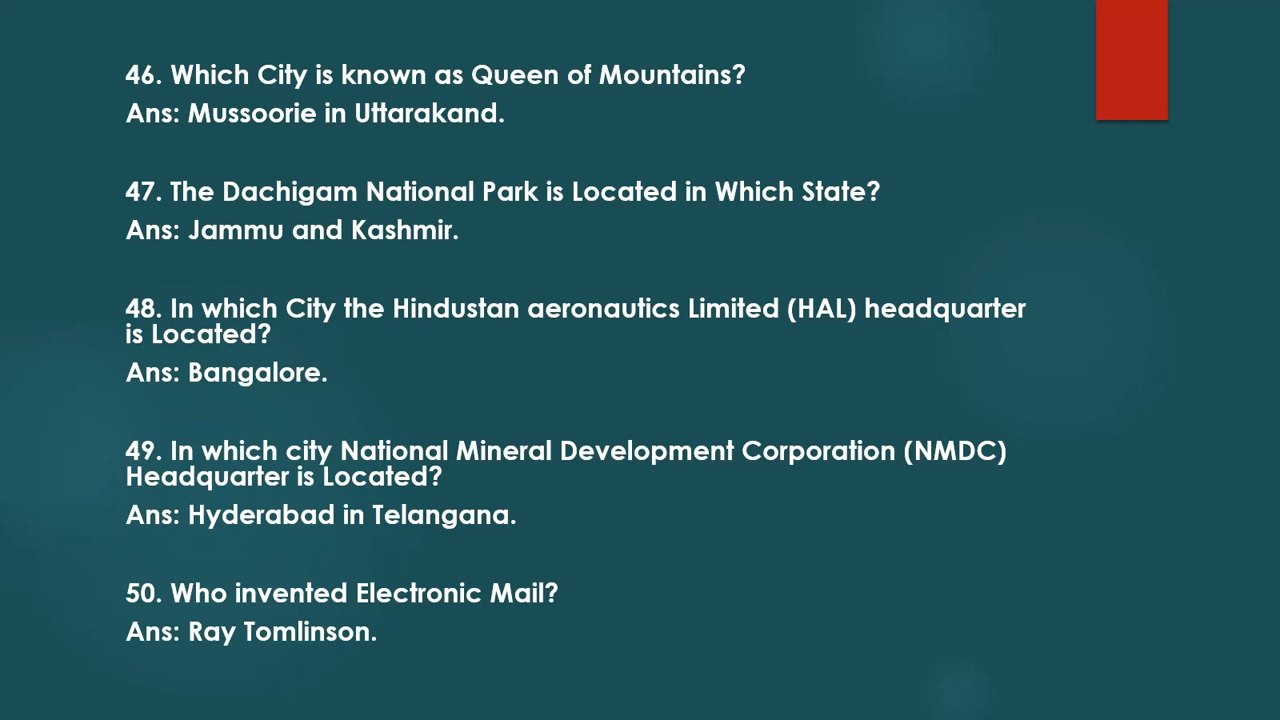 46. Which City is known as Queen of Mountains?
Ans: Mussoorie in Uttarakand.
47. The Dachigam National Park is Located in Which State?
Ans: Jammu and Kashmir.
48. In which City the Hindustan aeronautics Limited (HAL) headquarter
is Located?
Ans: Bangalore.
49. In which city National Mineral Development Corporation (NMDC)
Headquarter is Located?
Ans: Hyderabad in Telangana.
50. Who invented Electronic Mail?
Ans: Ray Tomlinson.